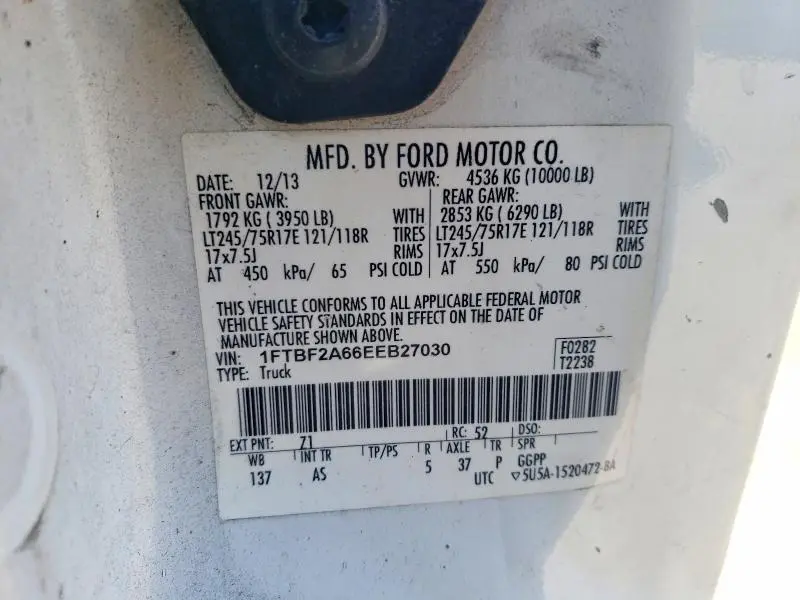 MFD. BY FORD MOTOR CO.
DATE: 12/13 GVWR: 4536 KG (10000 LB)
FRONT GAWR: REAR GAWR:
1792 KG ( 3950 LB) WITH 2853 KG ( 6290 LB) WITH
LT245/75R17E 121/118R TIRES LT245/75R17E 121/118R TIRES
17x7.5J RIMS 17x7.5J RIMS
AT 450 kPa/ 65 PSI COLD AT 550 kPa/ 80 PSI COLD
THIS VEHICLE CONFORMS TO ALL APPLICABLE FEDERAL MOTOR
VEHICLE SAFETY STANDARDS IN EFFECT ON THE DATE OF
MANUFACTURE SHOWN ABOVE.
VIN: 1FTBF2A66EEB27030 F0282
TYPE: Truck T2238
EXT PNT: Z1 RC: 52 DSO:
WB INT TR TP/PS R AXLE TR SPR
137 AS 5 37 P GGPP
UTC ▽5U5A-1520472-BA